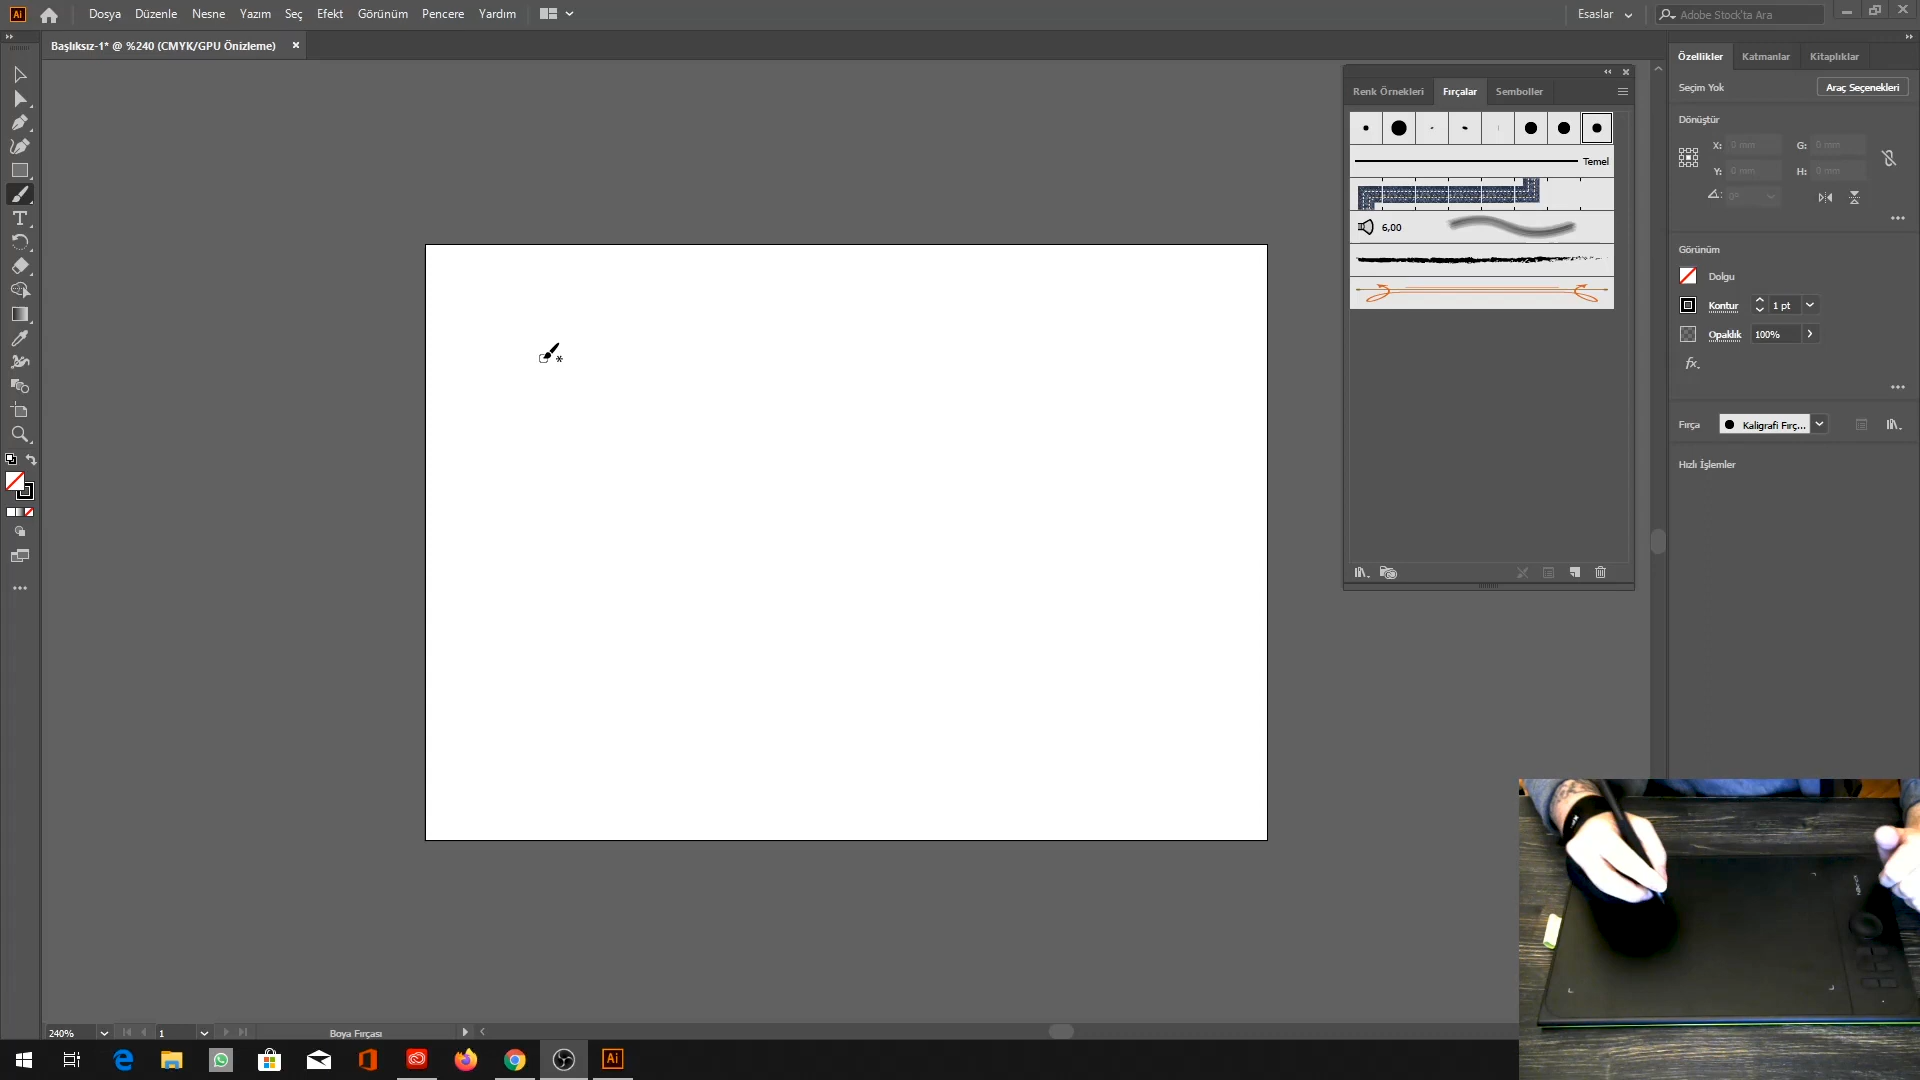 Ai Dosya Düzenle Nesne Yazım Seç Efekt Görünüm Pencere Yardım Esaslar Adobe Stock'ta Ara
Başlıksız-1* @ %240 (CMYK/GPU Önizleme) ×
Özellikler Katmanlar Kitaplıklar
Seçim Yok Araç Seçenekleri
Renk Örnekleri Fırçalar Semboller
Dönüştür
X: 0 mm G: 0 mm
Y: 0 mm H: 0 mm
0°
Temel
6,00
Görünüm
Dolgu
Kontur 1 pt
Opaklık 100%
fx.
Fırça Kaligrafi Fırç...
Hızlı İşlemler
240% 1 Boya Fırçası
Ai